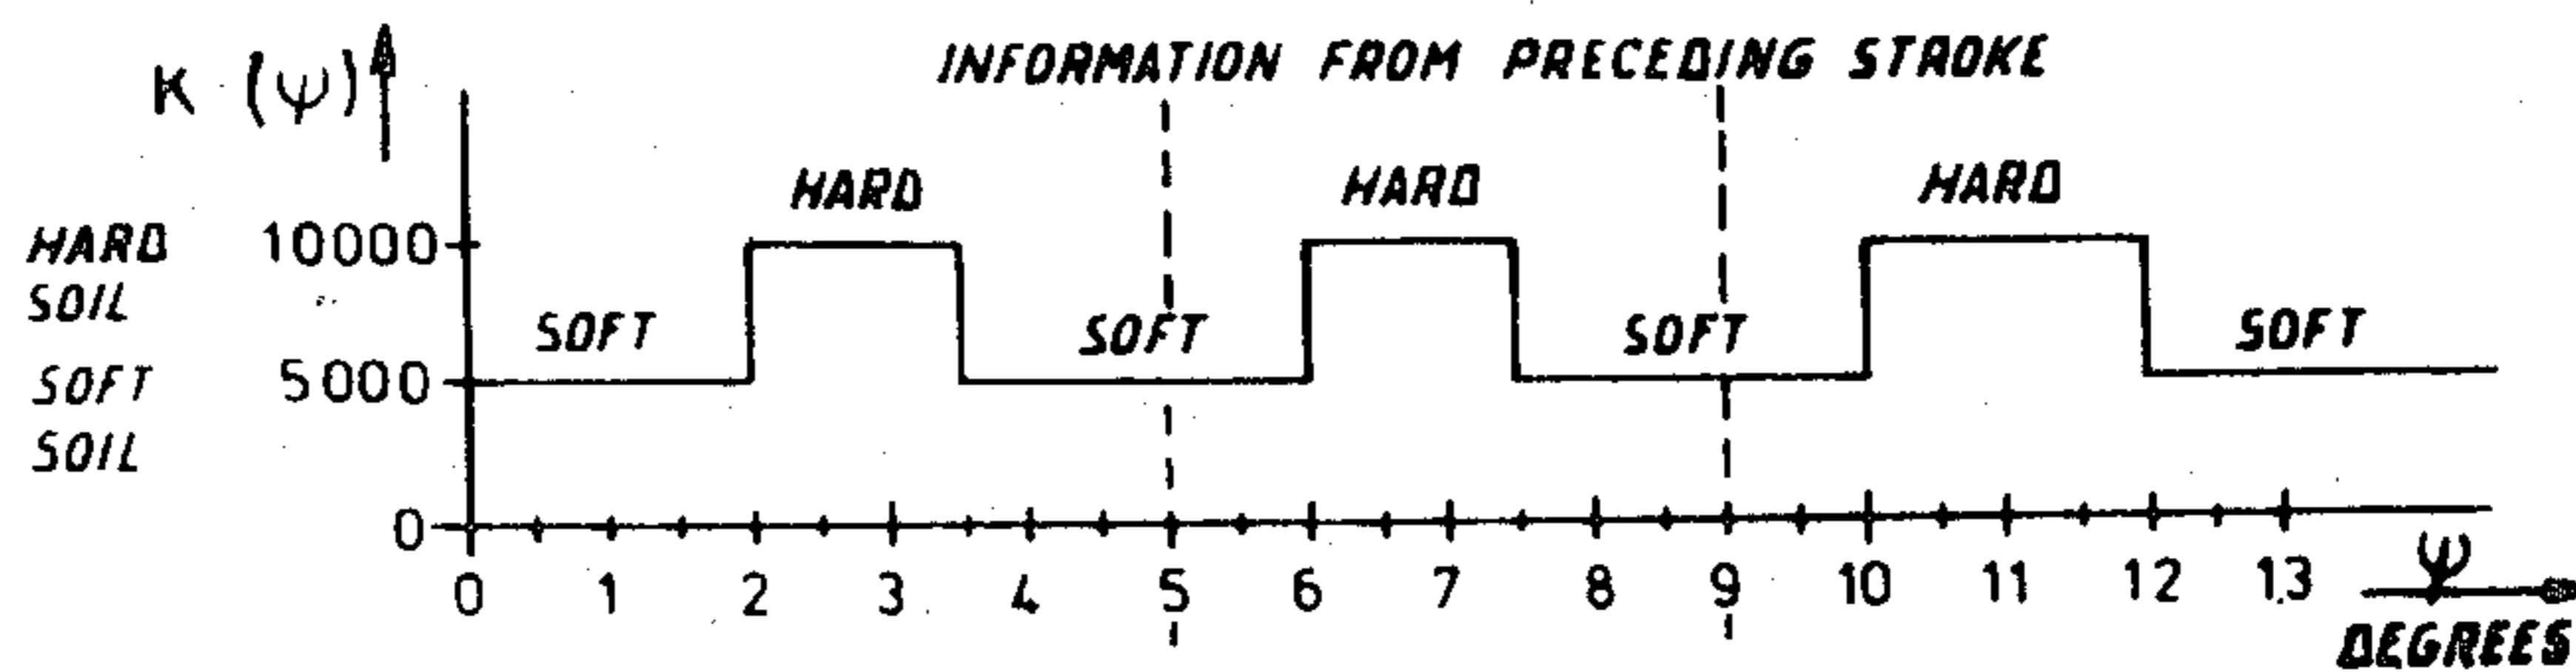 INFORMATION FROM PRECEDING STROKE
K (ψ)
HARD HARD HARD
HARD SOIL 10000
SOFT SOFT SOFT SOFT
SOFT SOIL 5000
0
0 1 2 3 4 5 6 7 8 9 10 11 12 13
ψ
DEGREES